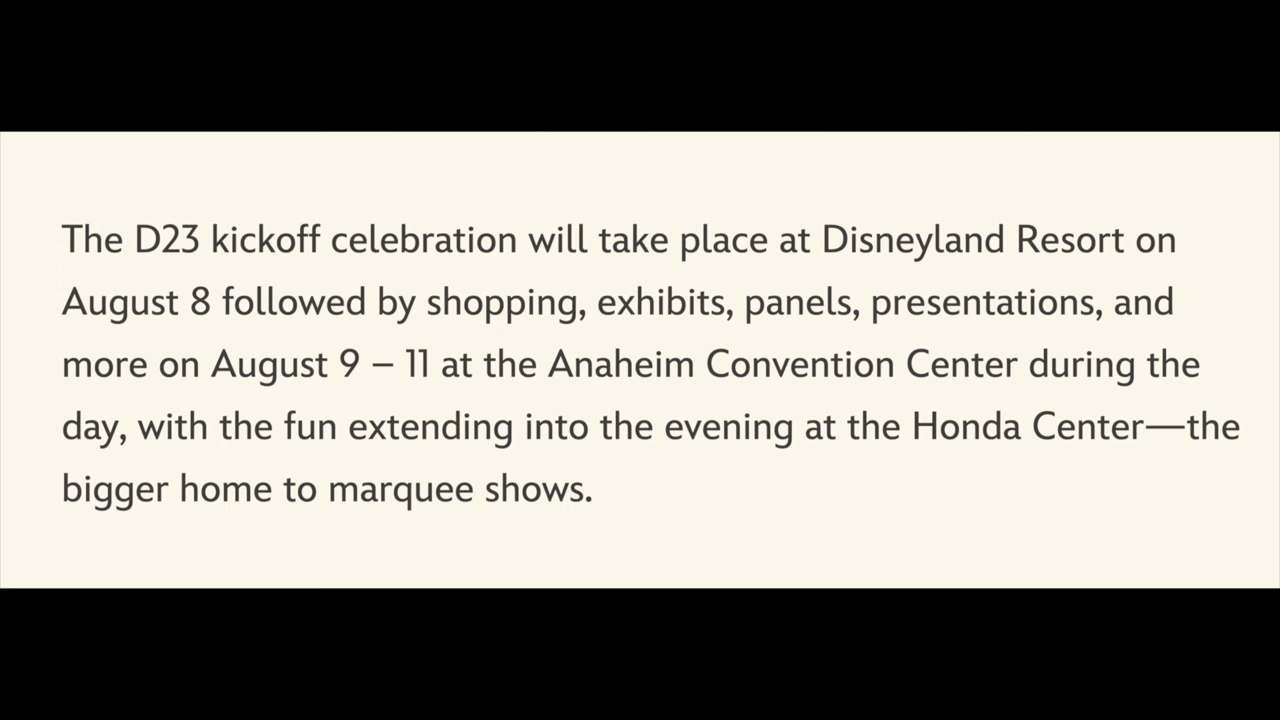 The D23 kickoff celebration will take place at Disneyland Resort on
August 8 followed by shopping, exhibits, panels, presentations, and
more on August 9 – 11 at the Anaheim Convention Center during the
day, with the fun extending into the evening at the Honda Center—the
bigger home to marquee shows.